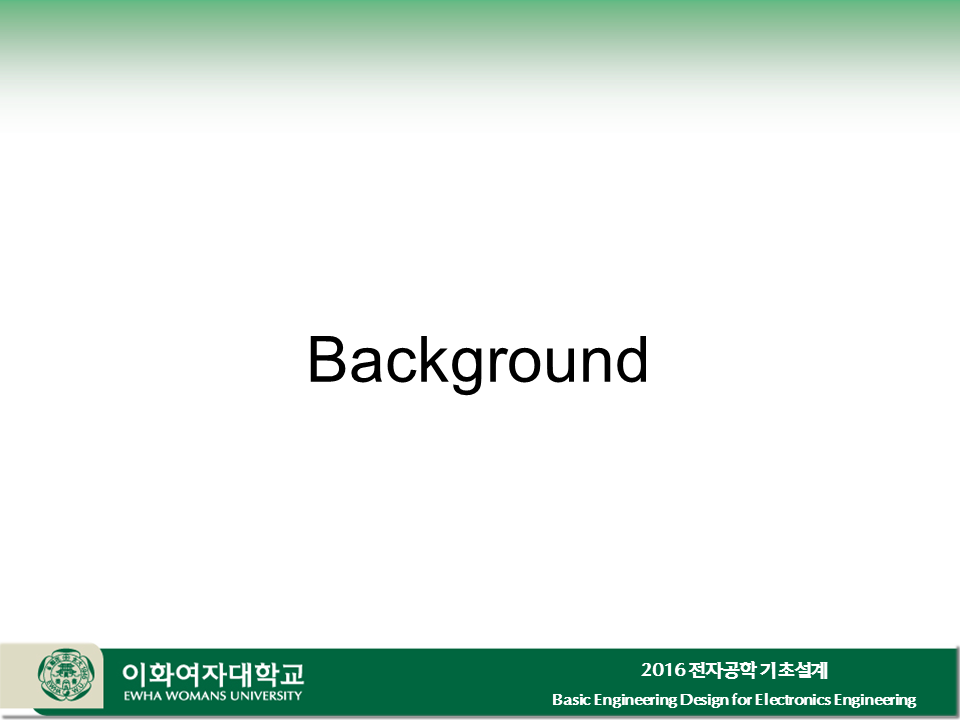 Background
이화여자대학교
EWHA WOMANS UNIVERSITY
2016 전자공학 기초설계
Basic Engineering Design for Electronics Engineering